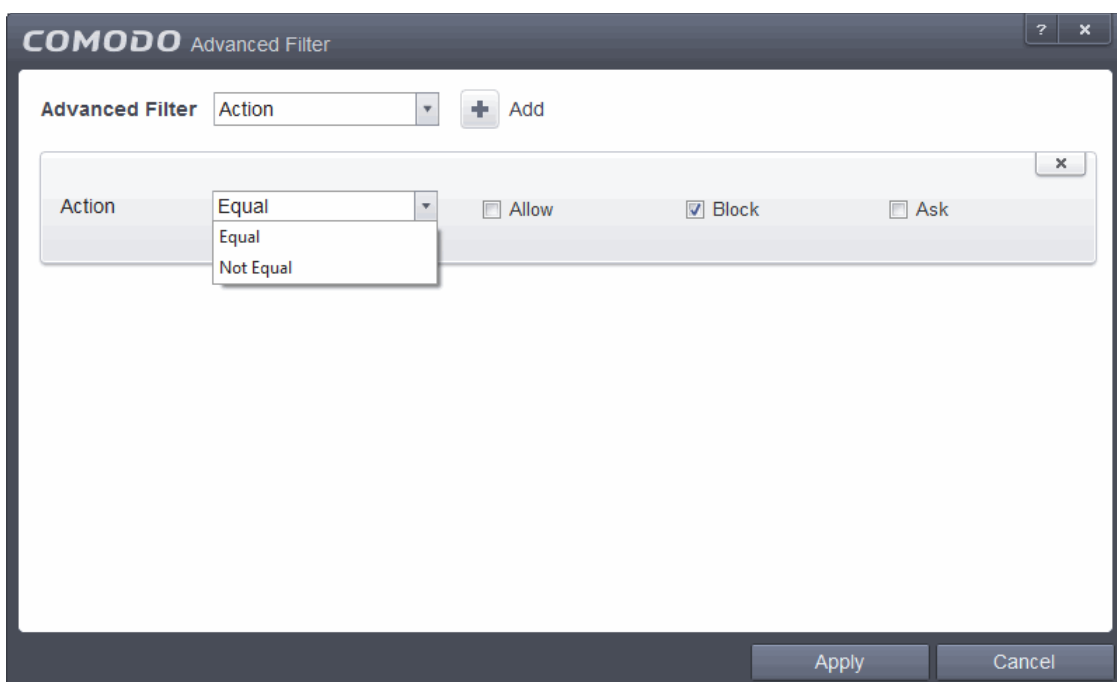 COMODO Advanced Filter
? x
Advanced Filter Action + Add
x
Action Equal Allow Block Ask
Equal
Not Equal
Apply Cancel